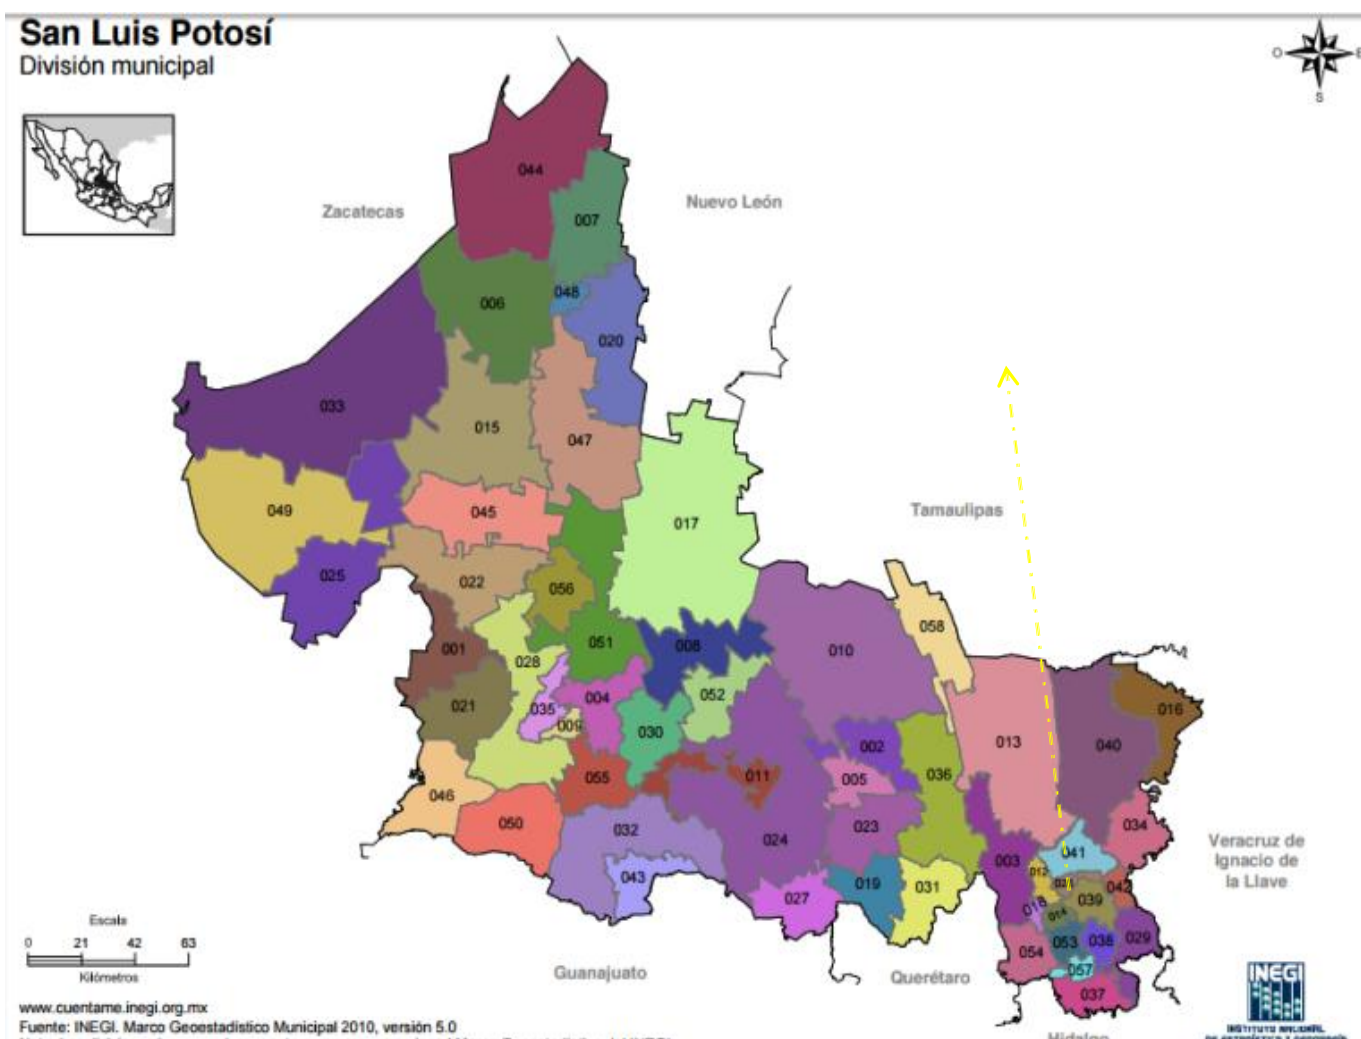 San Luis Potosí
División municipal
O
E
S
Zacatecas
Nuevo León
Tamaulipas
Veracruz de
Ignacio de
la Llave
Guanajuato
Querétaro
044
007
006
048
020
033
015
047
049
045
017
025
022
056
001
028
051
008
010
058
021
035
004
009
030
052
002
036
013
040
016
046
055
011
005
050
032
024
023
034
043
027
019
031
003
041
012
039
042
018
014
054
053
038
029
057
037
Escala
0 21 42 63
Kilómetros
www.cuentame.inegi.org.mx
Fuente: INEGI. Marco Geoestadístico Municipal 2010, versión 5.0
INEGI
INSTITUTO NACIONAL
DE ESTADÍSTICA Y GEOGRAFÍA